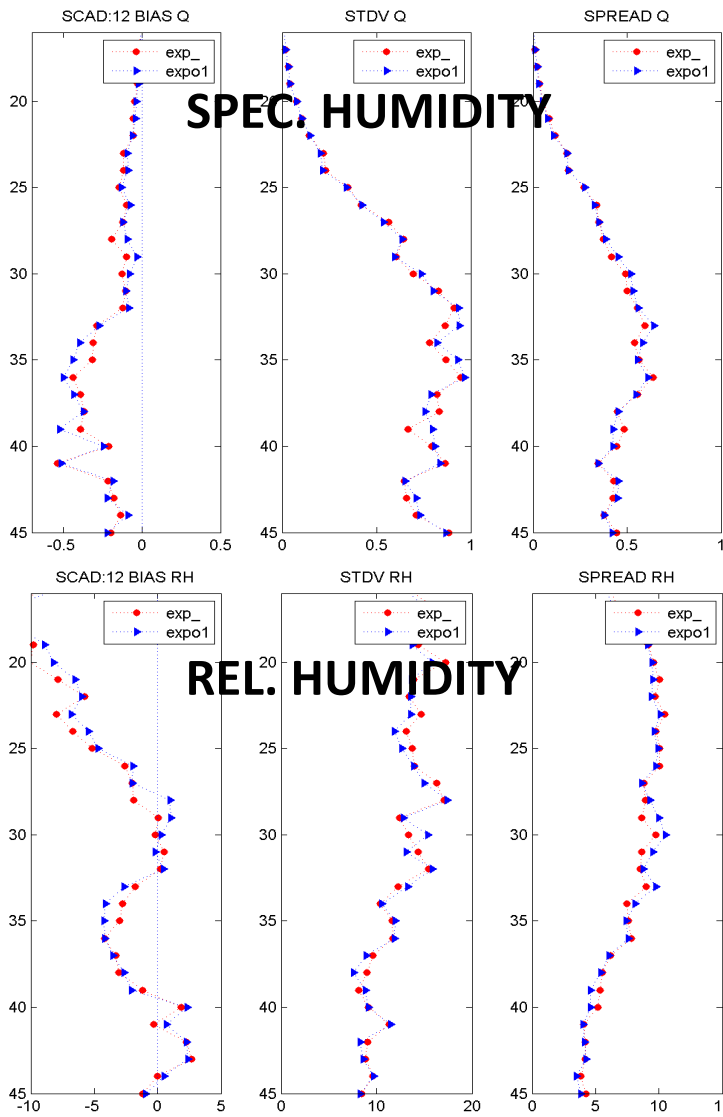 SCAD:12 BIAS Q
STDV Q
SPREAD Q
exp_
expo1
exp_
expo1
exp_
expo1
SPEC. HUMIDITY
20
25
30
35
40
45
-0.5
0
0.5
20
25
30
35
40
45
0
0.5
1
20
25
30
35
40
45
0
0.5
1
SCAD:12 BIAS RH
STDV RH
SPREAD RH
exp_
expo1
exp_
expo1
exp_
expo1
REL. HUMIDITY
20
25
30
35
40
45
-10
-5
0
5
20
25
30
35
40
45
0
10
20
20
25
30
35
40
45
0
5
10
1